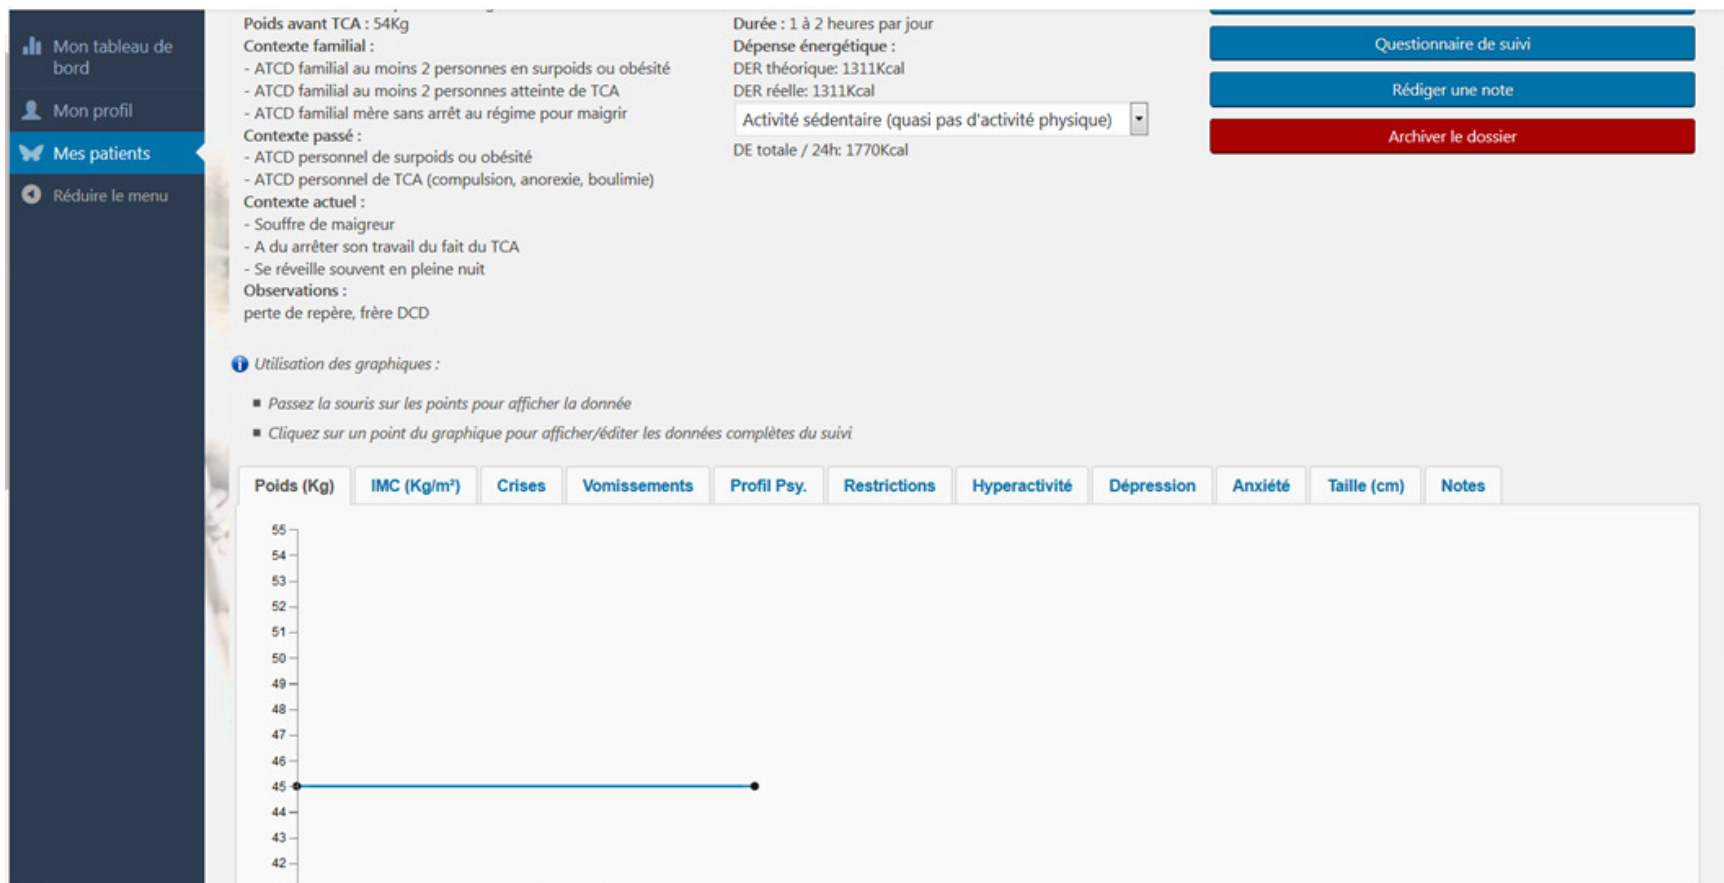 Mon tableau de
bord
Mon profil
Mes patients
Réduire le menu
Poids avant TCA : 54Kg
Contexte familial :
- ATCD familial au moins 2 personnes en surpoids ou obésité
- ATCD familial au moins 2 personnes atteinte de TCA
- ATCD familial mère sans arrêt au régime pour maigrir
Contexte passé :
- ATCD personnel de surpoids ou obésité
- ATCD personnel de TCA (compulsion, anorexie, boulimie)
Contexte actuel :
- Souffre de maigreur
- A du arrêter son travail du fait du TCA
- Se réveille souvent en pleine nuit
Observations :
perte de repère, frère DCD
Durée : 1 à 2 heures par jour
Dépense énergétique :
DER théorique: 1311Kcal
DER réelle: 1311Kcal
Activité sédentaire (quasi pas d'activité physique)
DE totale / 24h: 1770Kcal
Questionnaire de suivi
Rédiger une note
Archiver le dossier
Utilisation des graphiques :
Passez la souris sur les points pour afficher la donnée
Cliquez sur un point du graphique pour afficher/éditer les données complètes du suivi
Poids (Kg) IMC (Kg/m²) Crises Vomissements Profil Psy. Restrictions Hyperactivité Dépression Anxiété Taille (cm) Notes
55
54
53
52
51
50
49
48
47
46
45
44
43
42